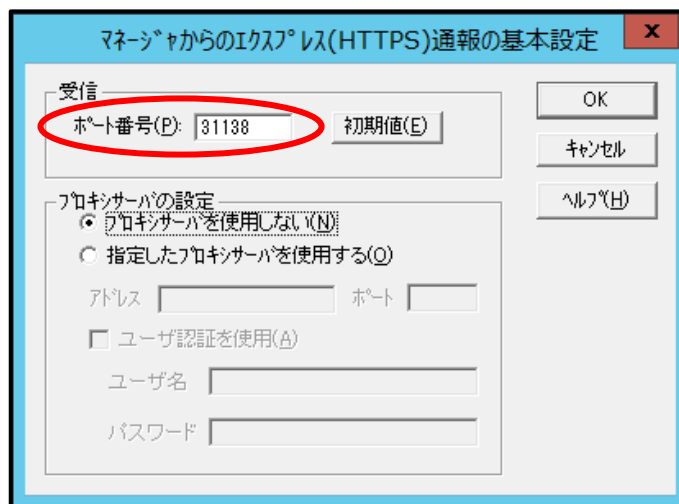 ﾏﾈｰｼﾞｬからのｴｸｽﾌﾟﾚｽ(HTTPS)通報の基本設定
x
受信
ﾎﾟｰﾄ番号(P): 31138
初期値(E)
OK
ｷｬﾝｾﾙ
ﾍﾙﾌﾟ(H)
ﾌﾟﾛｷｼｻｰﾊﾞの設定
ﾌﾟﾛｷｼｻｰﾊﾞを使用しない(N)
指定したﾌﾟﾛｷｼｻｰﾊﾞを使用する(O)
ｱﾄﾞﾚｽ
ﾎﾟｰﾄ
ユーザ認証を使用(A)
ユーザ名
パスワード